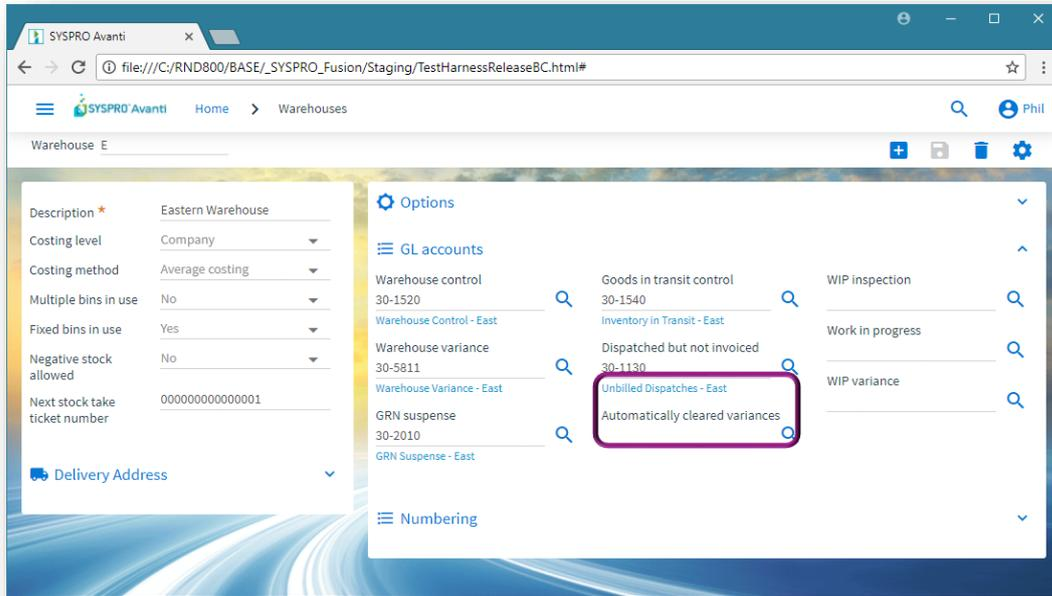 SYSPRO Avanti
file:///C:/RND800/BASE/_SYSPRO_Fusion/Staging/TestHarnessReleaseBC.html#
SYSPRO Avanti Home Warehouses Phil
Warehouse E
Description * Eastern Warehouse
Costing level Company
Costing method Average costing
Multiple bins in use No
Fixed bins in use Yes
Negative stock allowed No
Next stock take ticket number 000000000000001
Delivery Address
Options
GL accounts
Warehouse control
30-1520
Warehouse Control - East
Warehouse variance
30-5811
Warehouse Variance - East
GRN suspense
30-2010
GRN Suspense - East
Goods in transit control
30-1540
Inventory in Transit - East
Dispatched but not invoiced
30-1130
Unbilled Dispatches - East
Automatically cleared variances
WIP inspection
Work in progress
WIP variance
Numbering